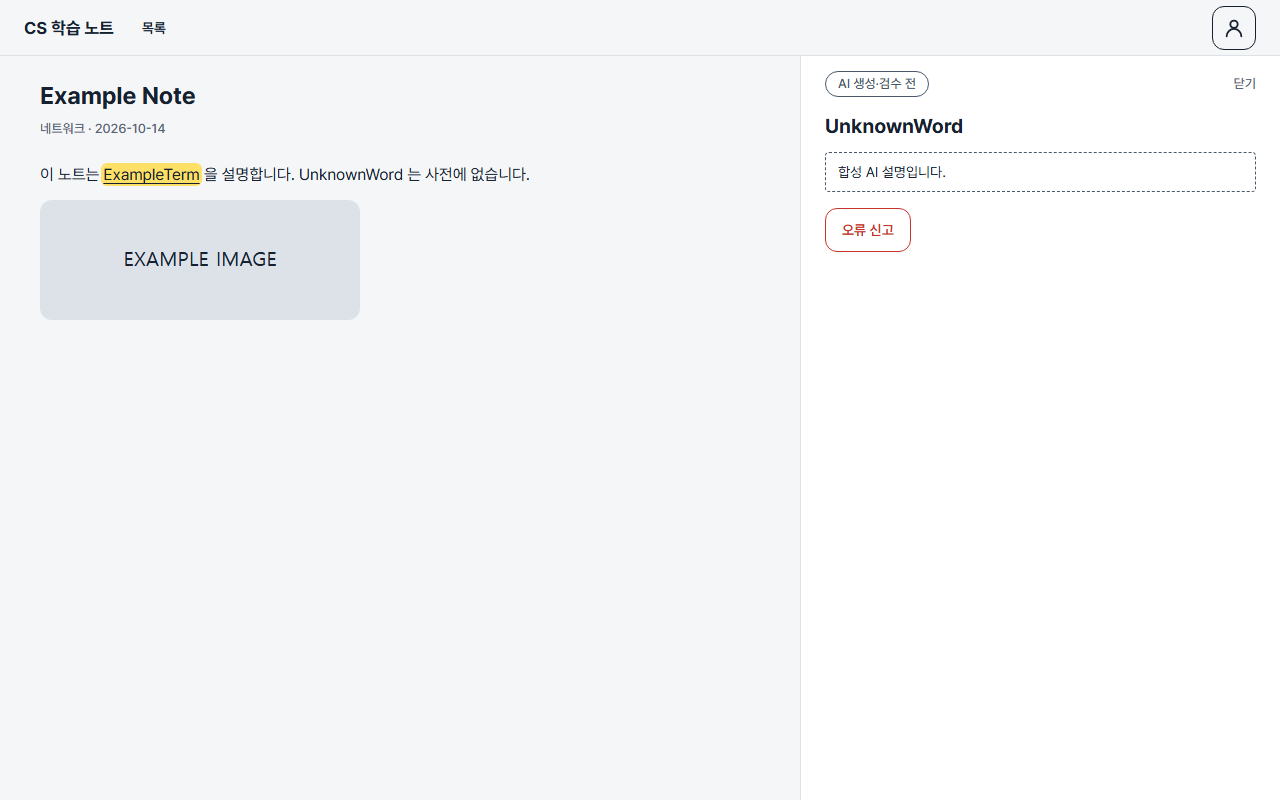 CS 학습 노트
목록
Example Note
네트워크 · 2026-10-14
이 노트는 ExampleTerm 을 설명합니다. UnknownWord 는 사전에 없습니다.
EXAMPLE IMAGE
AI 생성·검수 전
닫기
UnknownWord
합성 AI 설명입니다.
오류 신고